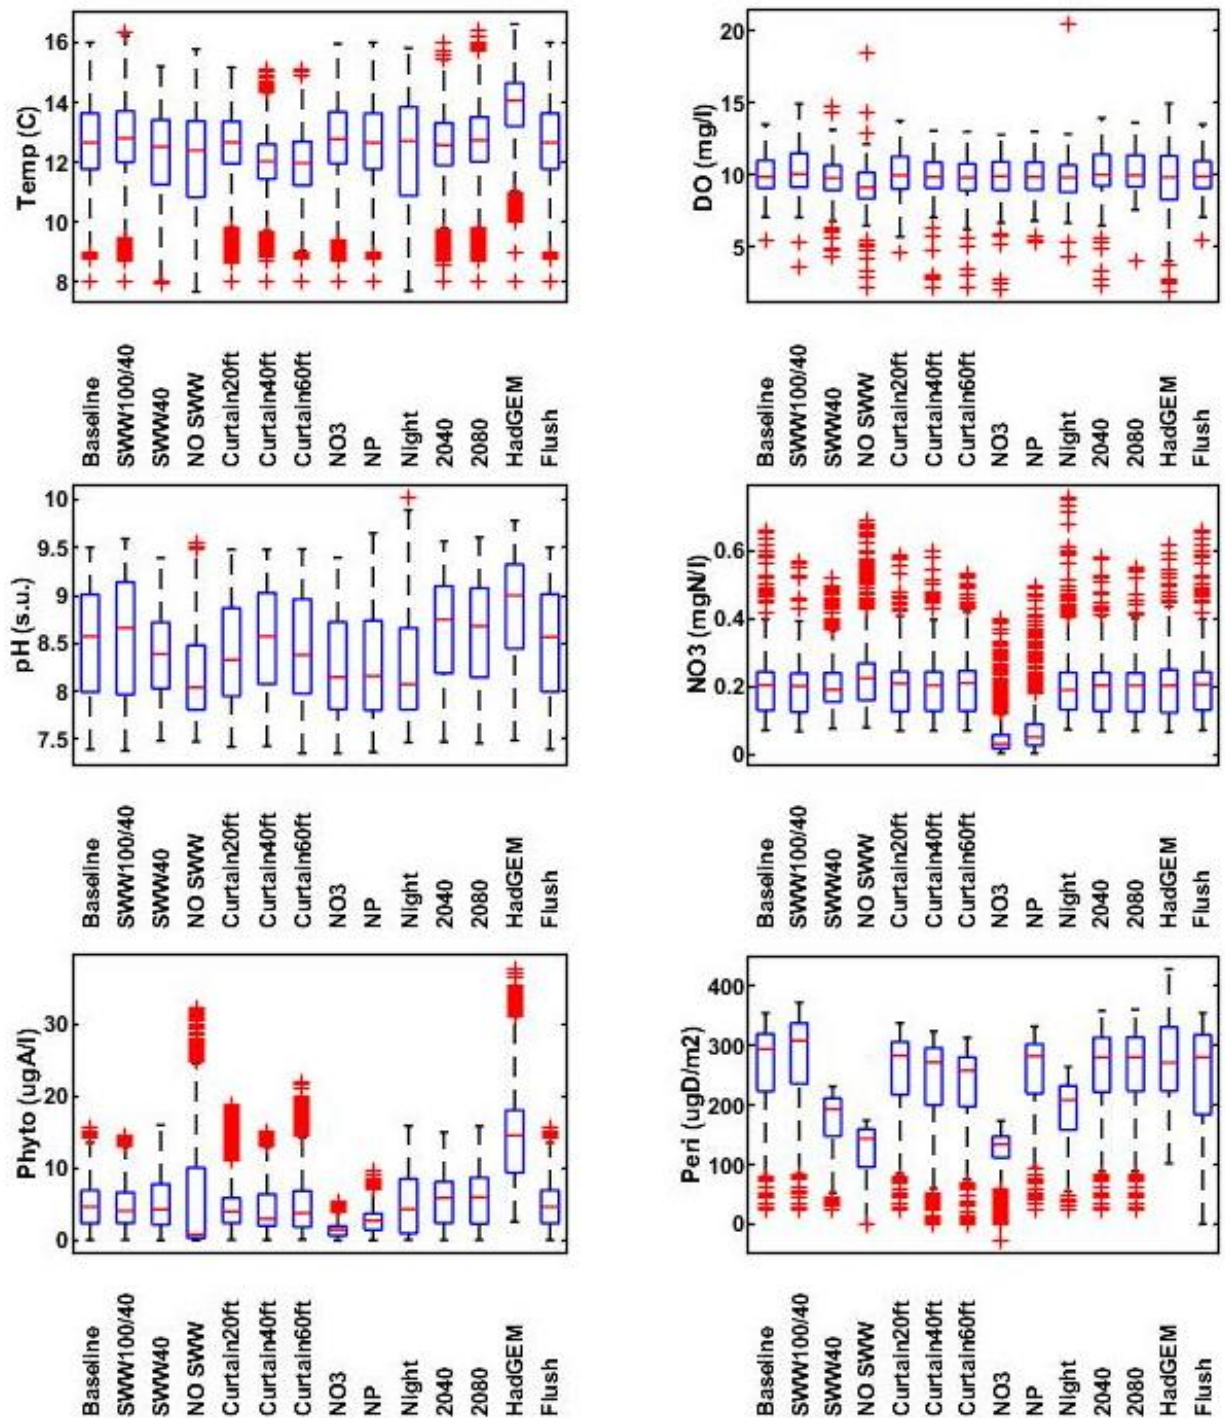 Temp (C)
16
14
12
10
8
Baseline
SWW100/40
SWW40
NO SWW
Curtain20ft
Curtain40ft
Curtain60ft
NO3
NP
Night
2040
2080
HadGEM
Flush
DO (mg/l)
20
15
10
5
Baseline
SWW100/40
SWW40
NO SWW
Curtain20ft
Curtain40ft
Curtain60ft
NO3
NP
Night
2040
2080
HadGEM
Flush
pH (s.u.)
10
9.5
9
8.5
8
7.5
Baseline
SWW100/40
SWW40
NO SWW
Curtain20ft
Curtain40ft
Curtain60ft
NO3
NP
Night
2040
2080
HadGEM
Flush
NO3 (mgN/l)
0.6
0.4
0.2
0
Baseline
SWW100/40
SWW40
NO SWW
Curtain20ft
Curtain40ft
Curtain60ft
NO3
NP
Night
2040
2080
HadGEM
Flush
Phyto (ugA/l)
30
20
10
0
Baseline
SWW100/40
SWW40
NO SWW
Curtain20ft
Curtain40ft
Curtain60ft
NO3
NP
Night
2040
2080
HadGEM
Flush
Peri (ugD/m2)
400
300
200
100
0
Baseline
SWW100/40
SWW40
NO SWW
Curtain20ft
Curtain40ft
Curtain60ft
NO3
NP
Night
2040
2080
HadGEM
Flush